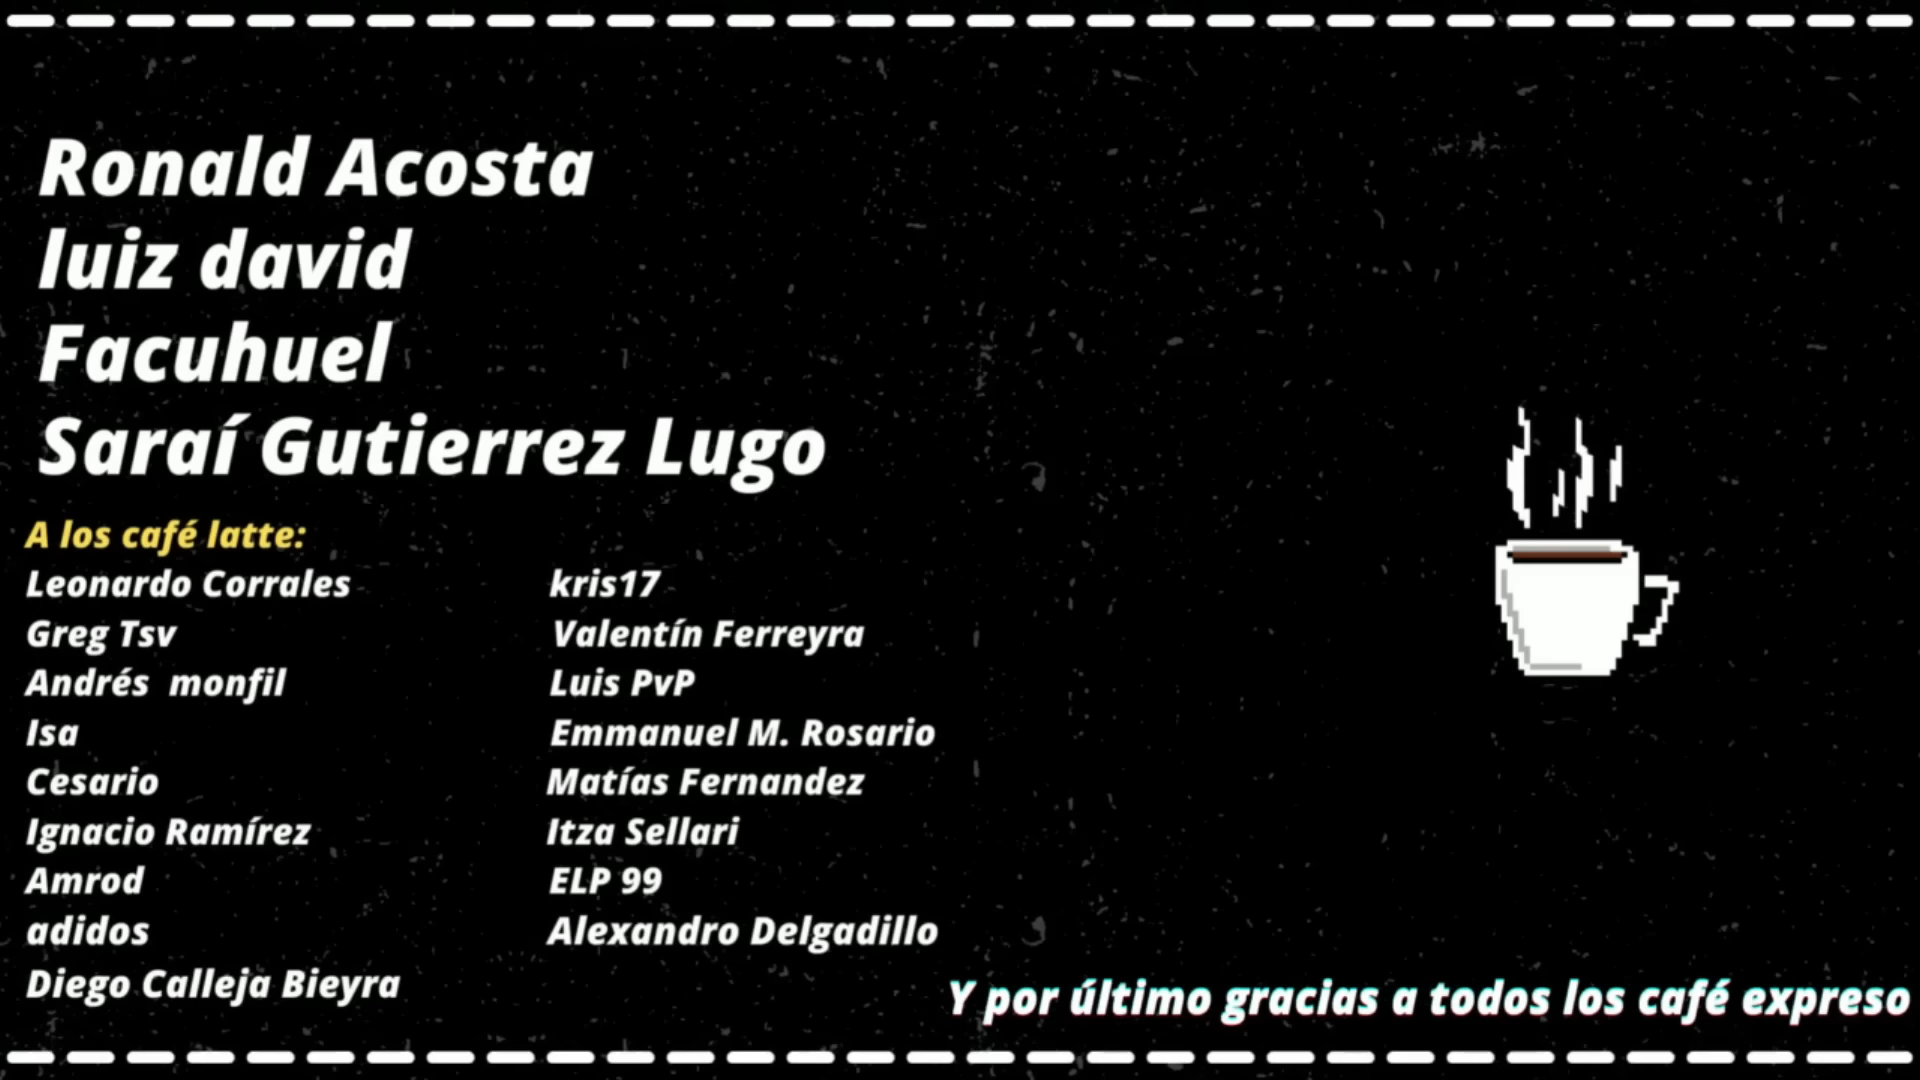 Ronald Acosta
luiz david
Facuhuel
Saraí Gutierrez Lugo
A los café latte:
Leonardo Corrales
Greg Tsv
Andrés  monfil
Isa
Cesario
Ignacio Ramírez
Amrod
adidos
Diego Calleja Bieyra
kris17
Valentín Ferreyra
Luis PvP
Emmanuel M. Rosario
Matías Fernandez
Itza Sellari
ELP 99
Alexandro Delgadillo
Y por último gracias a todos los café expreso